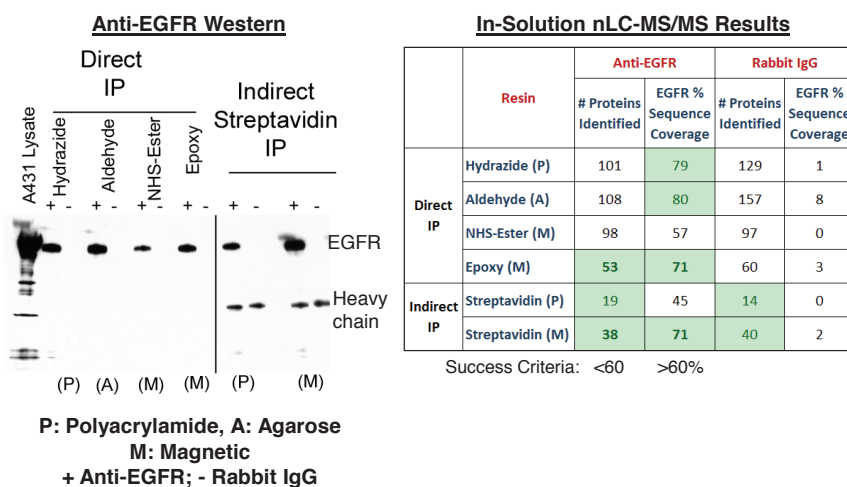 Anti-EGFR Western
Direct
IP
Indirect
Streptavidin
IP
A431 Lysate
Hydrazide
Aldehyde
NHS-Ester
Epoxy
+ - + - + - + - + - + -
EGFR
Heavy
chain
(P) (A) (M) (M) (P) (M)
P: Polyacrylamide, A: Agarose
M: Magnetic
+ Anti-EGFR; - Rabbit IgG
In-Solution nLC-MS/MS Results
Resin Anti-EGFR Rabbit IgG
# Proteins Identified EGFR % Sequence Coverage # Proteins Identified EGFR % Sequence Coverage
Direct IP
Hydrazide (P) 101 79 129 1
Aldehyde (A) 108 80 157 8
NHS-Ester (M) 98 57 97 0
Epoxy (M) 53 71 60 3
Indirect IP
Streptavidin (P) 19 45 14 0
Streptavidin (M) 38 71 40 2
Success Criteria: <60 >60%